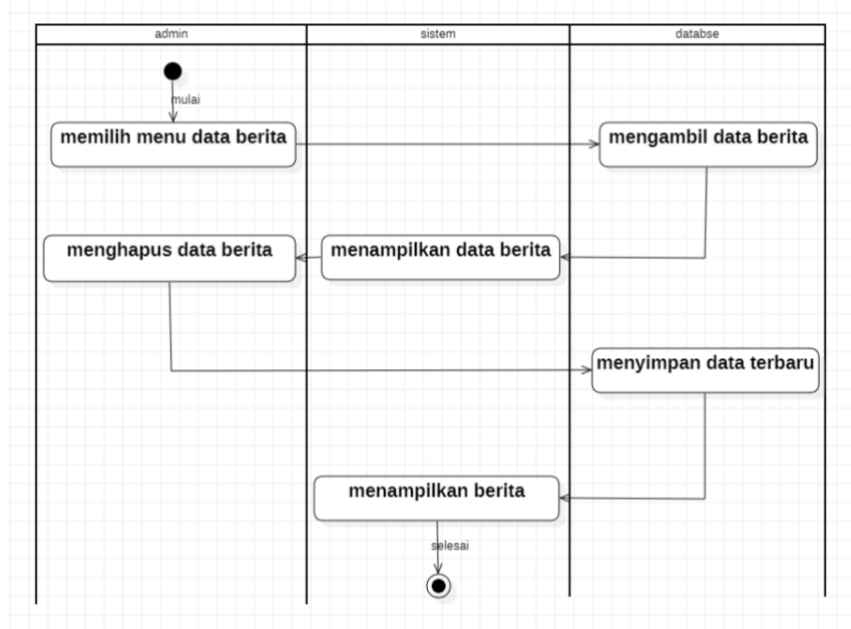 admin
sistem
databse
mulai
memilih menu data berita
mengambil data berita
menghapus data berita
menampilkan data berita
menyimpan data terbaru
menampilkan berita
selesai